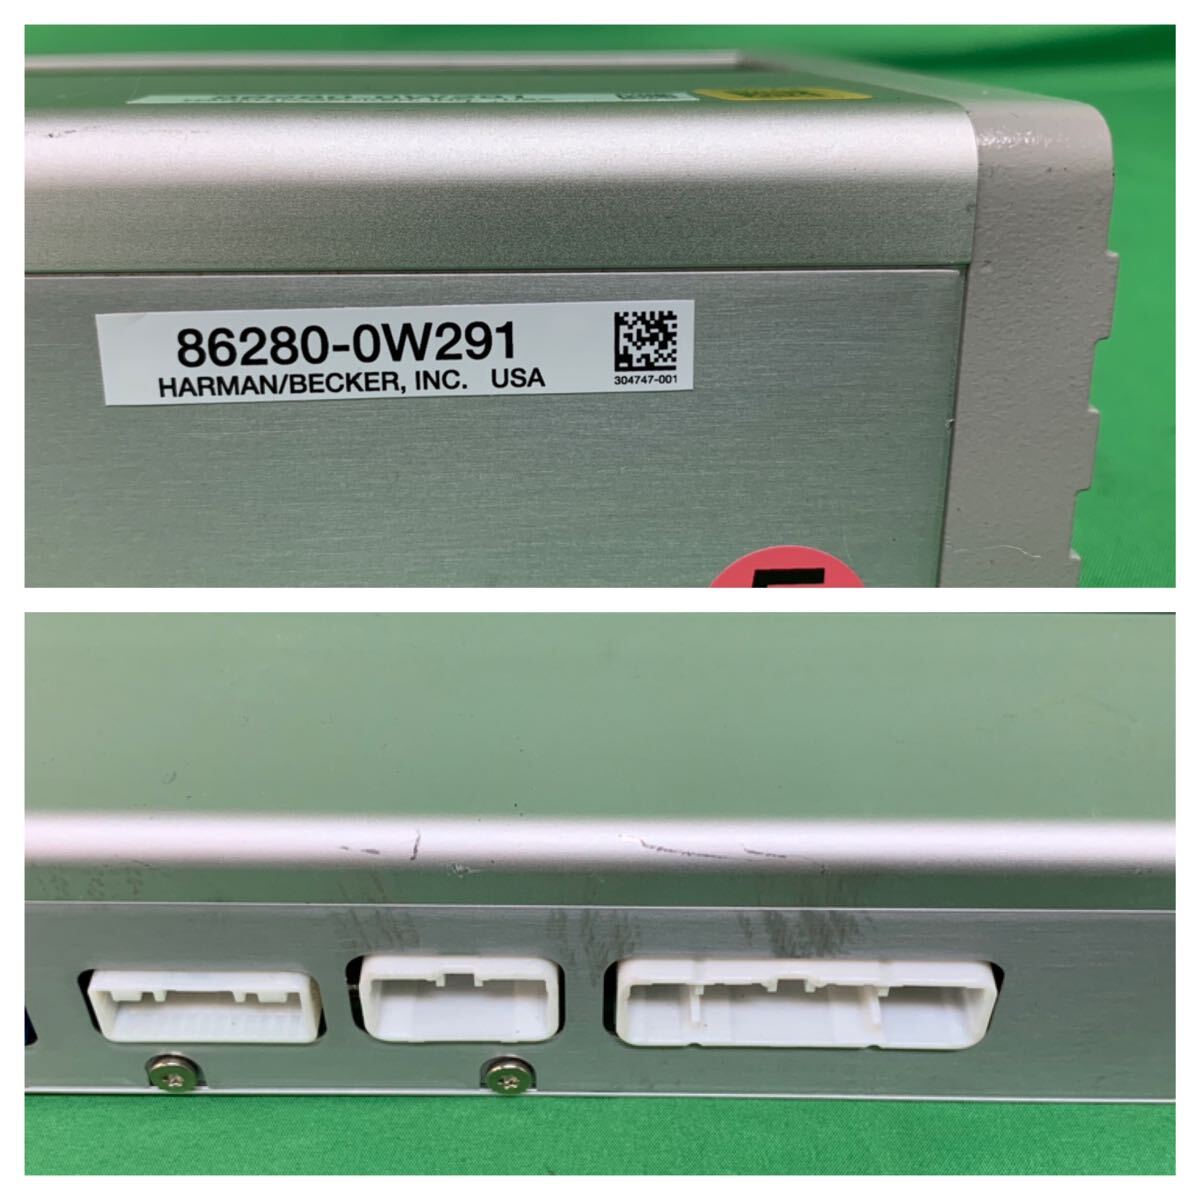 86280-0W291
HARMAN/BECKER, INC. USA
304747-001